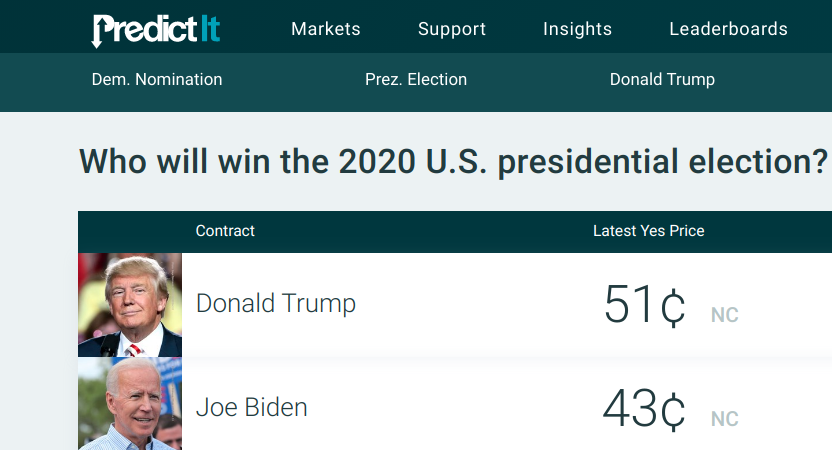 PredictIt Markets Support Insights Leaderboards
Dem. Nomination Prez. Election Donald Trump
Who will win the 2020 U.S. presidential election?
Contract Latest Yes Price
Donald Trump 51¢ NC
Joe Biden 43¢ NC